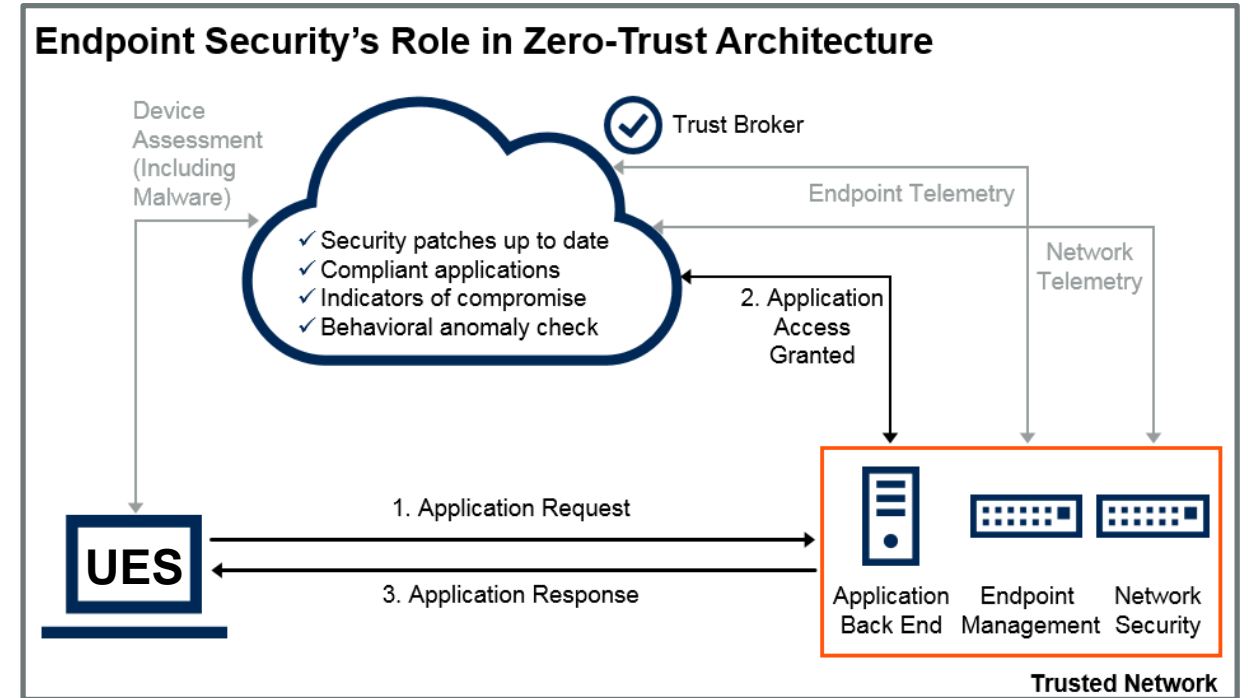 Endpoint Security’s Role in Zero-Trust Architecture
Device
Assessment
(Including
Malware)
Trust Broker
Endpoint Telemetry
Network
Telemetry
✓ Security patches up to date
✓ Compliant applications
✓ Indicators of compromise
✓ Behavioral anomaly check
2. Application
Access
Granted
1. Application Request
UES
3. Application Response
Application
Back End
Endpoint
Management
Network
Security
Trusted Network